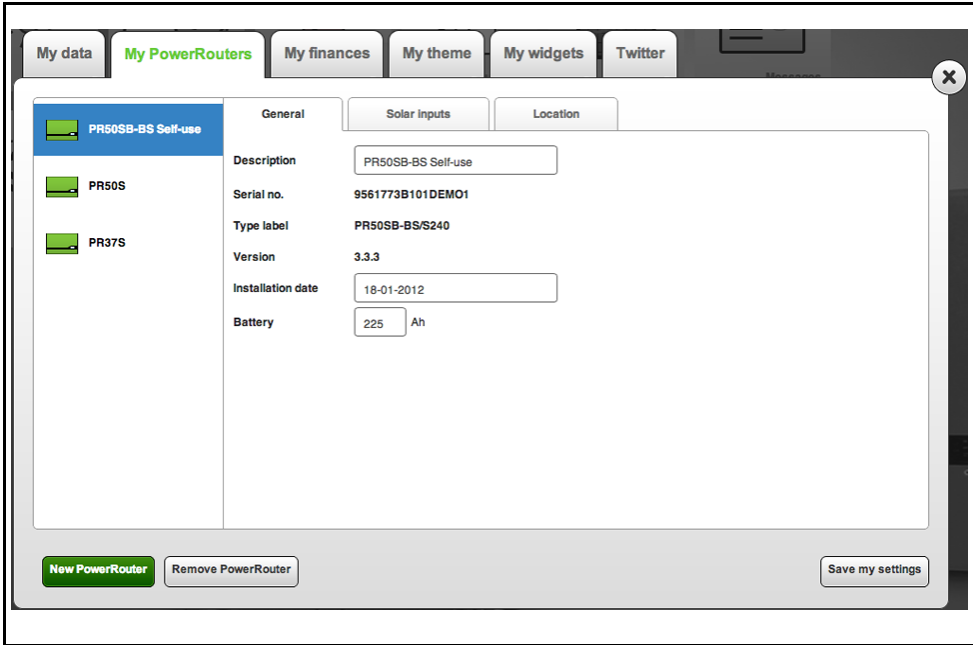 My data My PowerRouters My finances My theme My widgets Twitter
Messages
General Solar inputs Location
PR50SB-BS Self-use
PR50S
PR37S
Description PR50SB-BS Self-use
Serial no. 9561773B101DEMO1
Type label PR50SB-BS/S240
Version 3.3.3
Installation date 18-01-2012
Battery 225 Ah
New PowerRouter Remove PowerRouter Save my settings